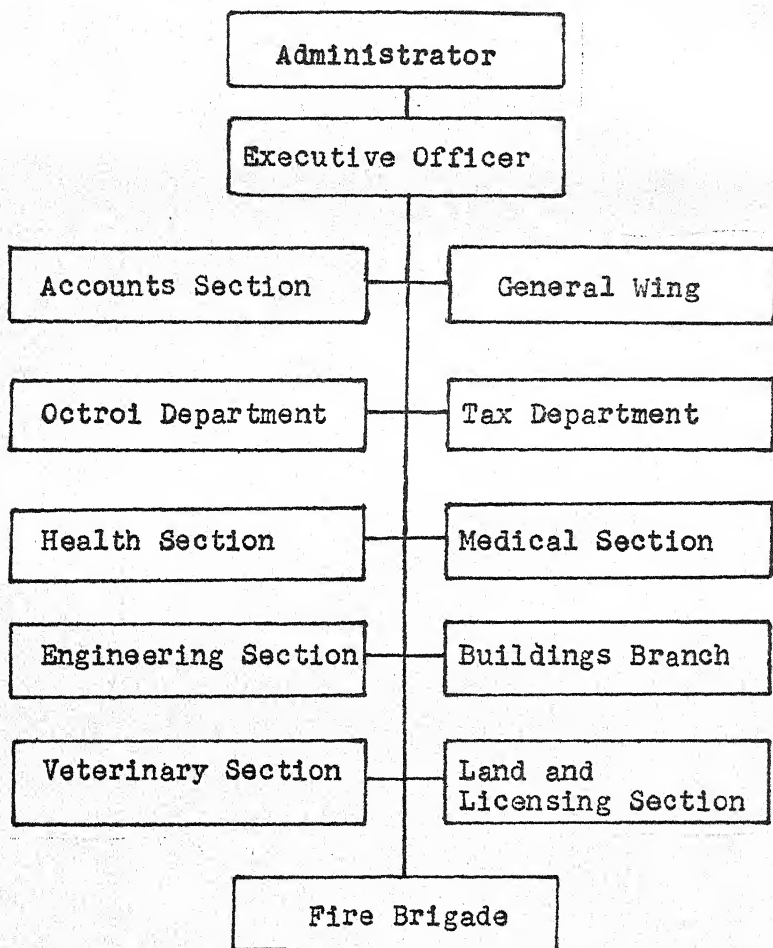 Administrator
Executive Officer
Accounts Section
General Wing
Octroi Department
Tax Department
Health Section
Medical Section
Engineering Section
Buildings Branch
Veterinary Section
Land and
Licensing Section
Fire Brigade